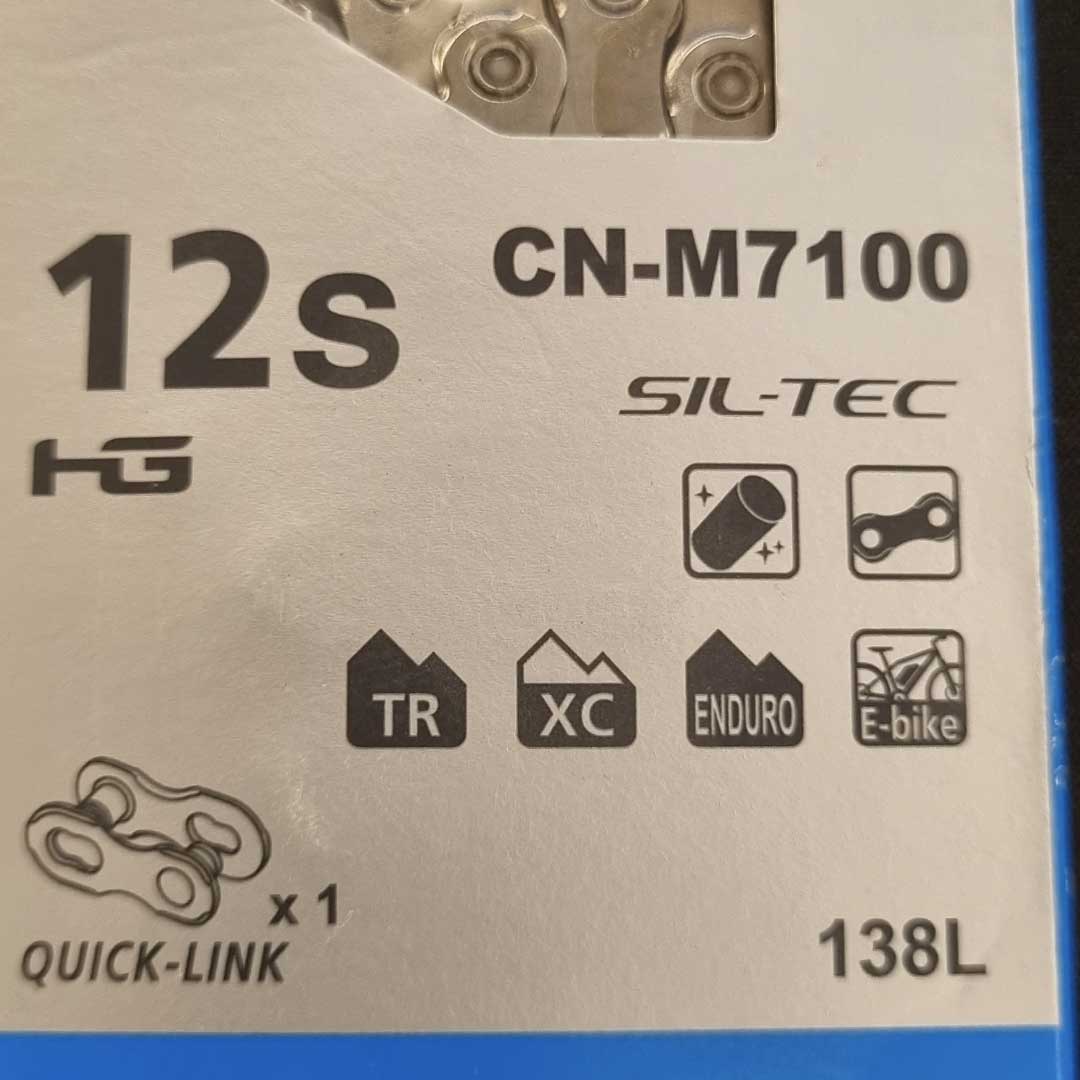 12s
CN-M7100
HG
SIL-TEC
TR XC ENDURO E-bike
x 1
QUICK-LINK
138L